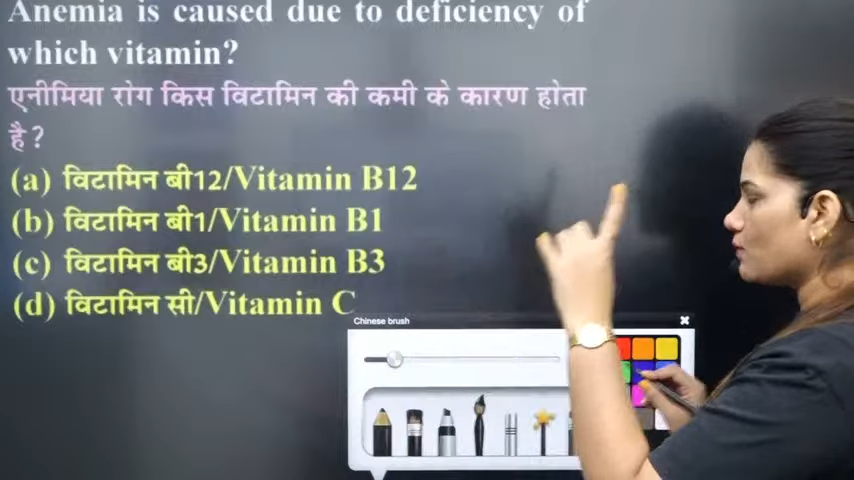 Anemia is caused due to deficiency of
which vitamin?
एनीमिया रोग किस विटामिन की कमी के कारण होता
है?
(a) विटामिन बी12/Vitamin B12
(b) विटामिन बी1/Vitamin B1
(c) विटामिन बी3/Vitamin B3
(d) विटामिन सी/Vitamin C
Chinese brush